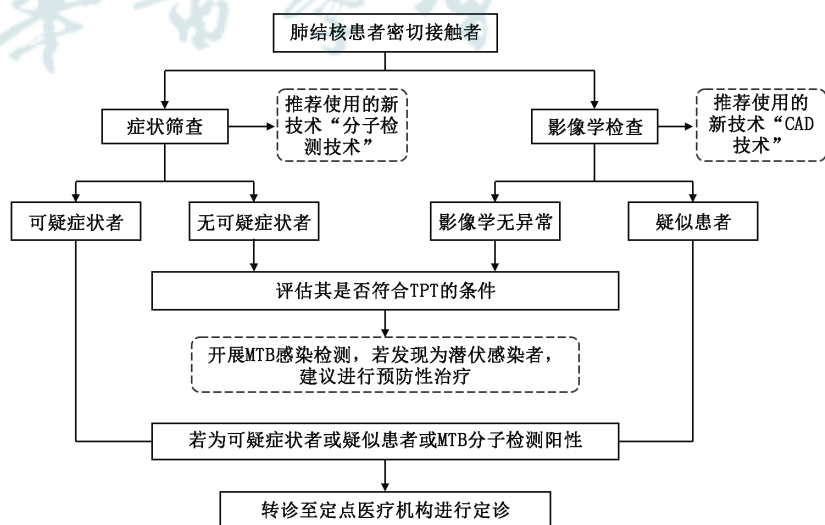 肺结核患者密切接触者
症状筛查
推荐使用的新
技术“分子检
测技术”
影像学检查
推荐使用的
新技术“CAD
技术”
可疑症状者
无可疑症状者
影像学无异常
疑似患者
评估其是否符合TPT的条件
开展MTB感染检测，若发现为潜伏感染者，
建议进行预防性治疗
若为可疑症状者或疑似患者或MTB分子检测阳性
转诊至定点医疗机构进行定诊